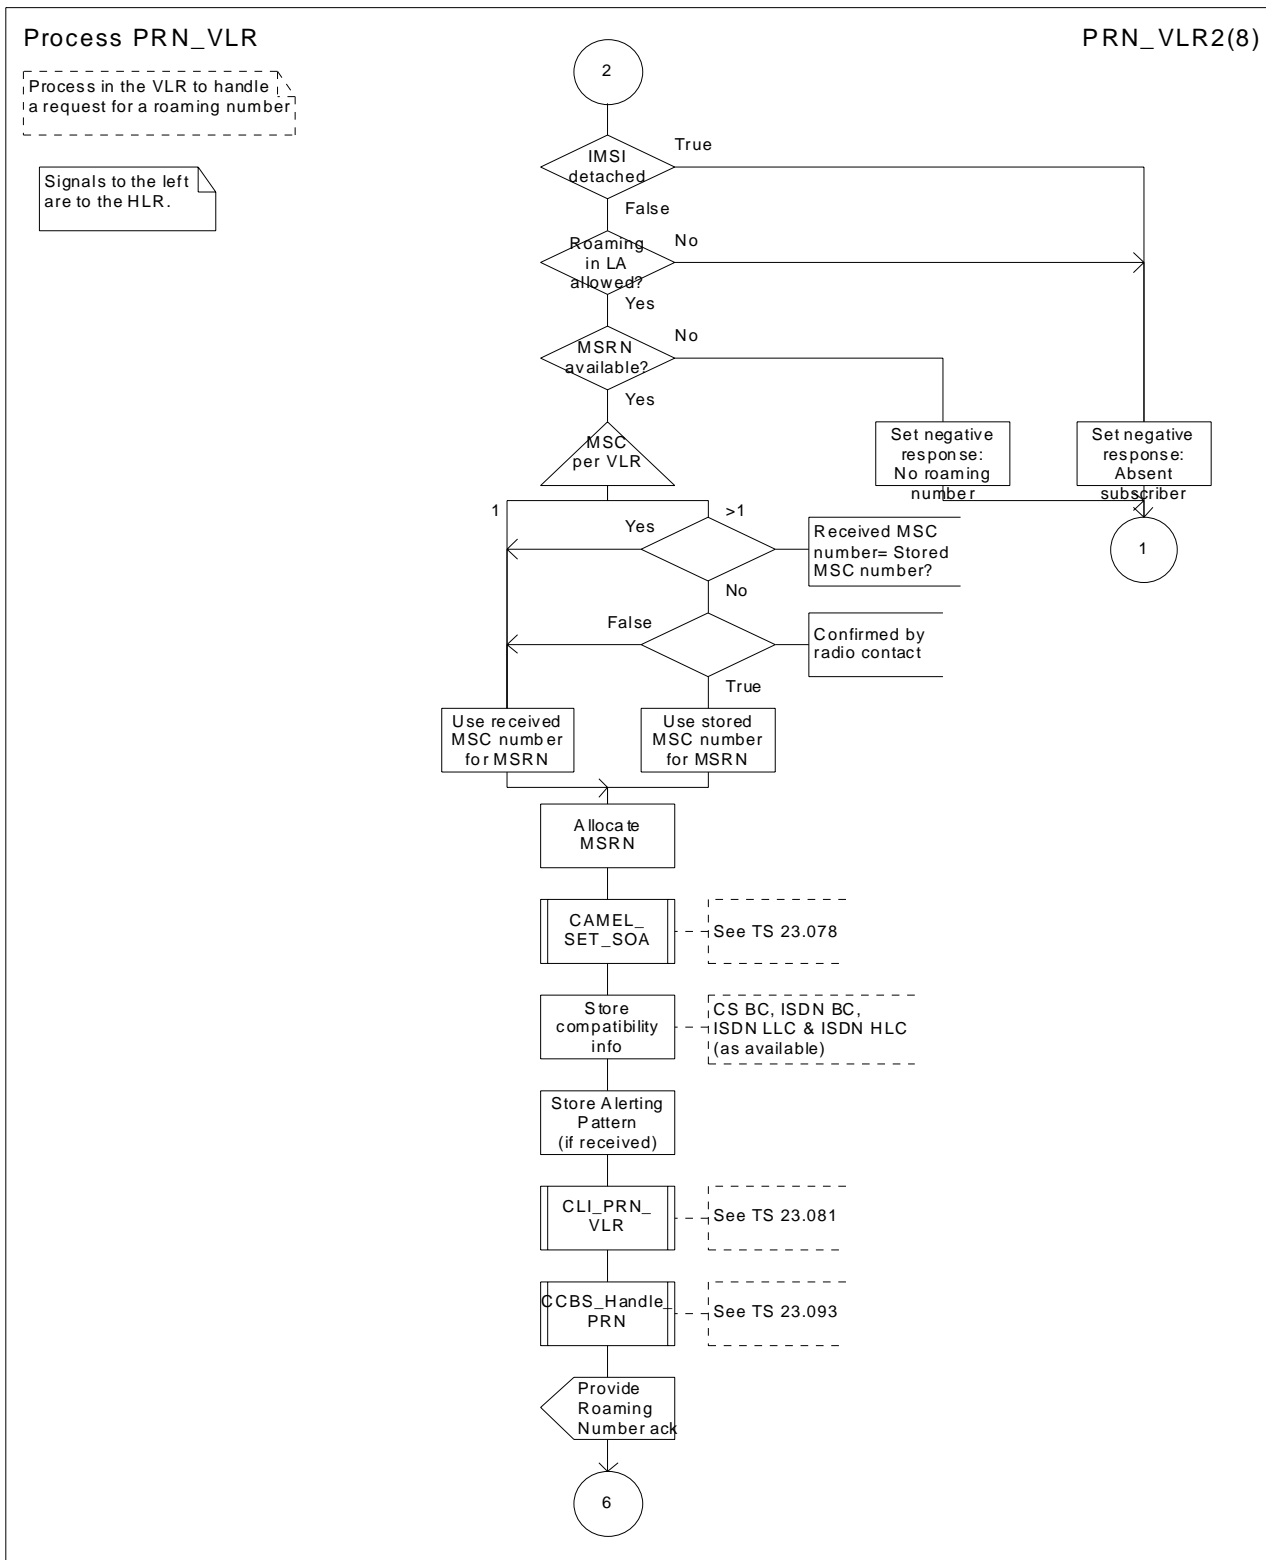 Process PRN_VLR
PRN_VLR2(8)
Process in the VLR to handle
a request for a roaming number
Signals to the left
are to the HLR.
2
IMSI
detached
True
False
Roaming
in LA
allowed?
No
Yes
MSRN
available?
No
Yes
MSC
per VLR
Set negative
response:
No roaming
number
Set negative
response:
Absent
subscriber
1
>1
Yes
Received MSC
number= Stored
MSC number?
1
No
False
Confirmed by
radio contact
True
Use received
MSC number
for MSRN
Use stored
MSC number
for MSRN
Allocate
MSRN
CAMEL_
SET_SOA
See TS 23.078
Store
compatibility
info
CS BC, ISDN BC,
ISDN LLC & ISDN HLC
(as available)
Store Alerting
Pattern
(if received)
CLI_PRN_
VLR
See TS 23.081
CCBS_Handle_
PRN
See TS 23.093
Provide
Roaming
Number ack
6